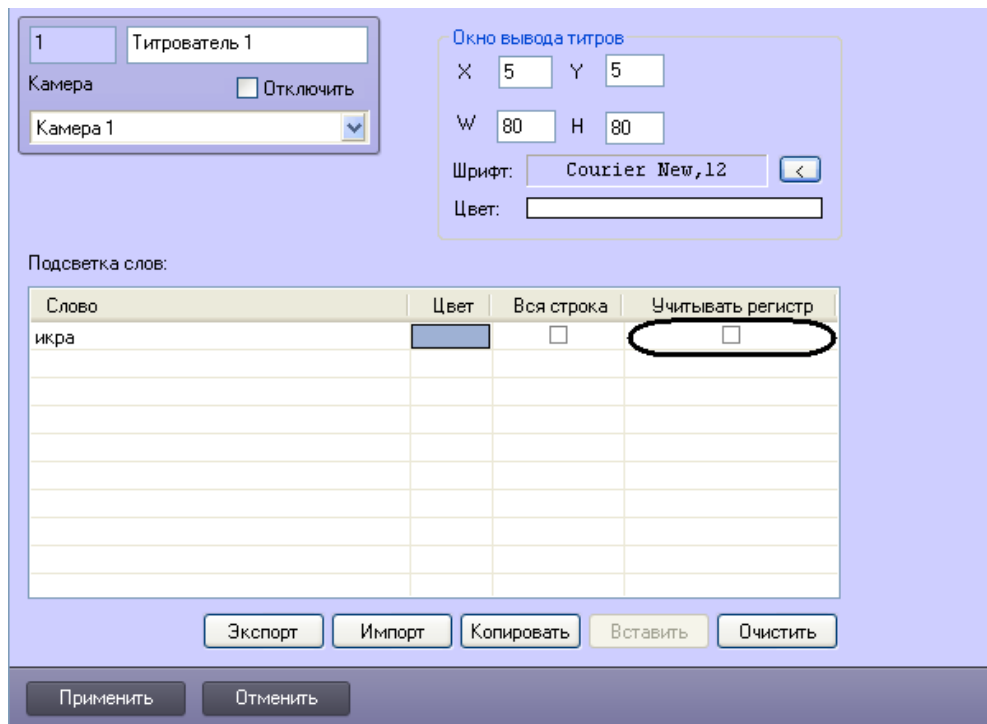 1 Титрователь 1
Камера Отключить
Камера 1
Окно вывода титров
X 5 Y 5
W 80 H 80
Шрифт: Courier New,12 <
Цвет:
Подсветка слов:
Слово Цвет Вся строка Учитывать регистр
икра
Экспорт Импорт Копировать Вставить Очистить
Применить Отменить